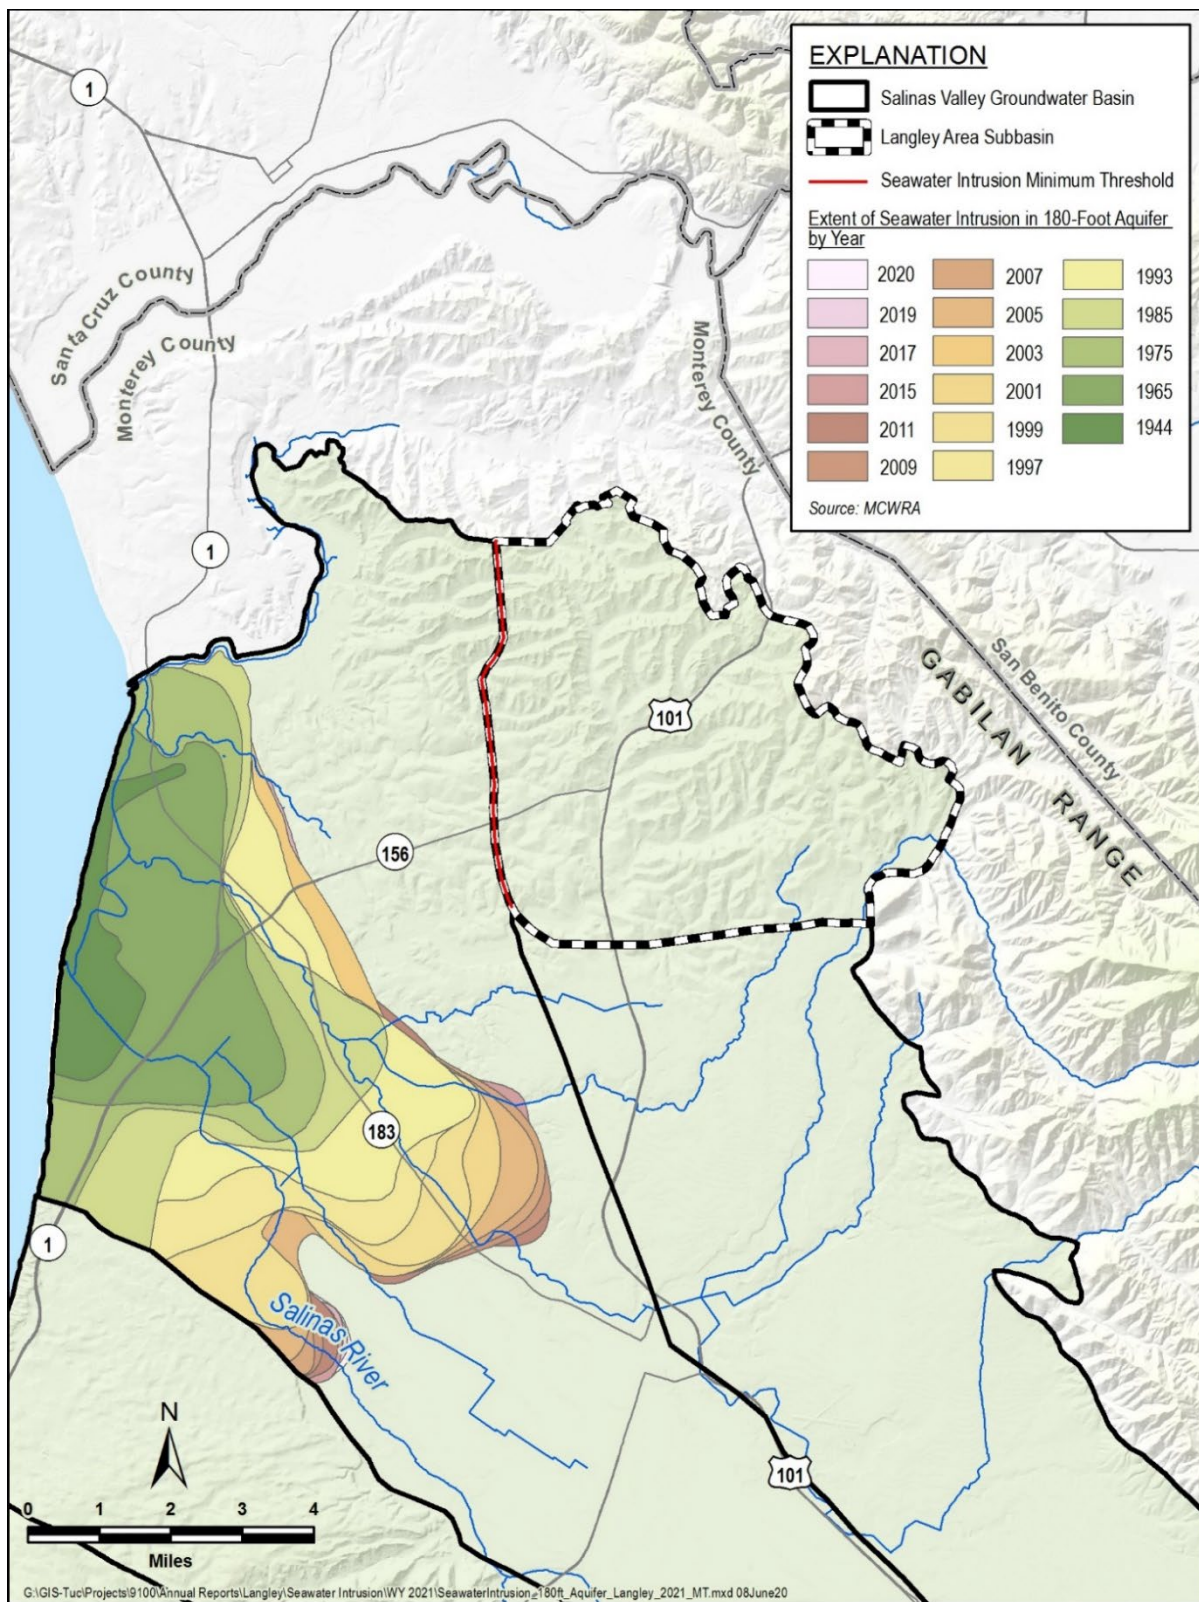 EXPLANATION
Salinas Valley Groundwater Basin
Langley Area Subbasin
Seawater Intrusion Minimum Threshold
Extent of Seawater Intrusion in 180-Foot Aquifer
by Year
2020
2019
2017
2015
2011
2009
2007
2005
2003
2001
1999
1997
1993
1985
1975
1965
1944
Source: MCWRA
1
Santa Cruz County
Monterey County
Monterey County
San Benito County
1
GABILAN RANGE
101
156
183
1
Salinas River
101
N
0 1 2 3 4
Miles
G:\GIS-Tuc\Projects\9100\Annual Reports\Langley\Seawater Intrusion\WY 2021\SeawaterIntrusion_180ft_Aquifer_Langley_2021_MT.mxd 08June20